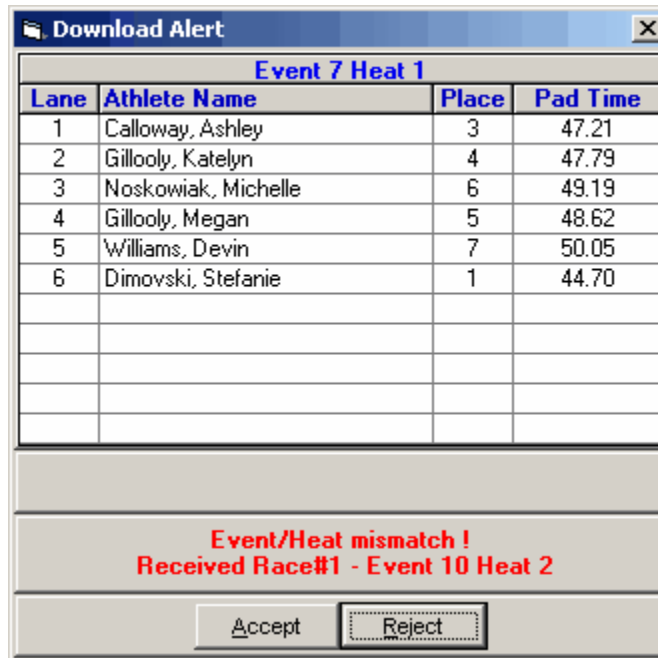 Download Alert
Event 7 Heat 1
Lane Athlete Name Place Pad Time
1 Calloway, Ashley 3 47.21
2 Gillooly, Katelyn 4 47.79
3 Noskowiak, Michelle 6 49.19
4 Gillooly, Megan 5 48.62
5 Williams, Devin 7 50.05
6 Dimovski, Stefanie 1 44.70
Event/Heat mismatch !
Received Race#1 - Event 10 Heat 2
Accept Reject